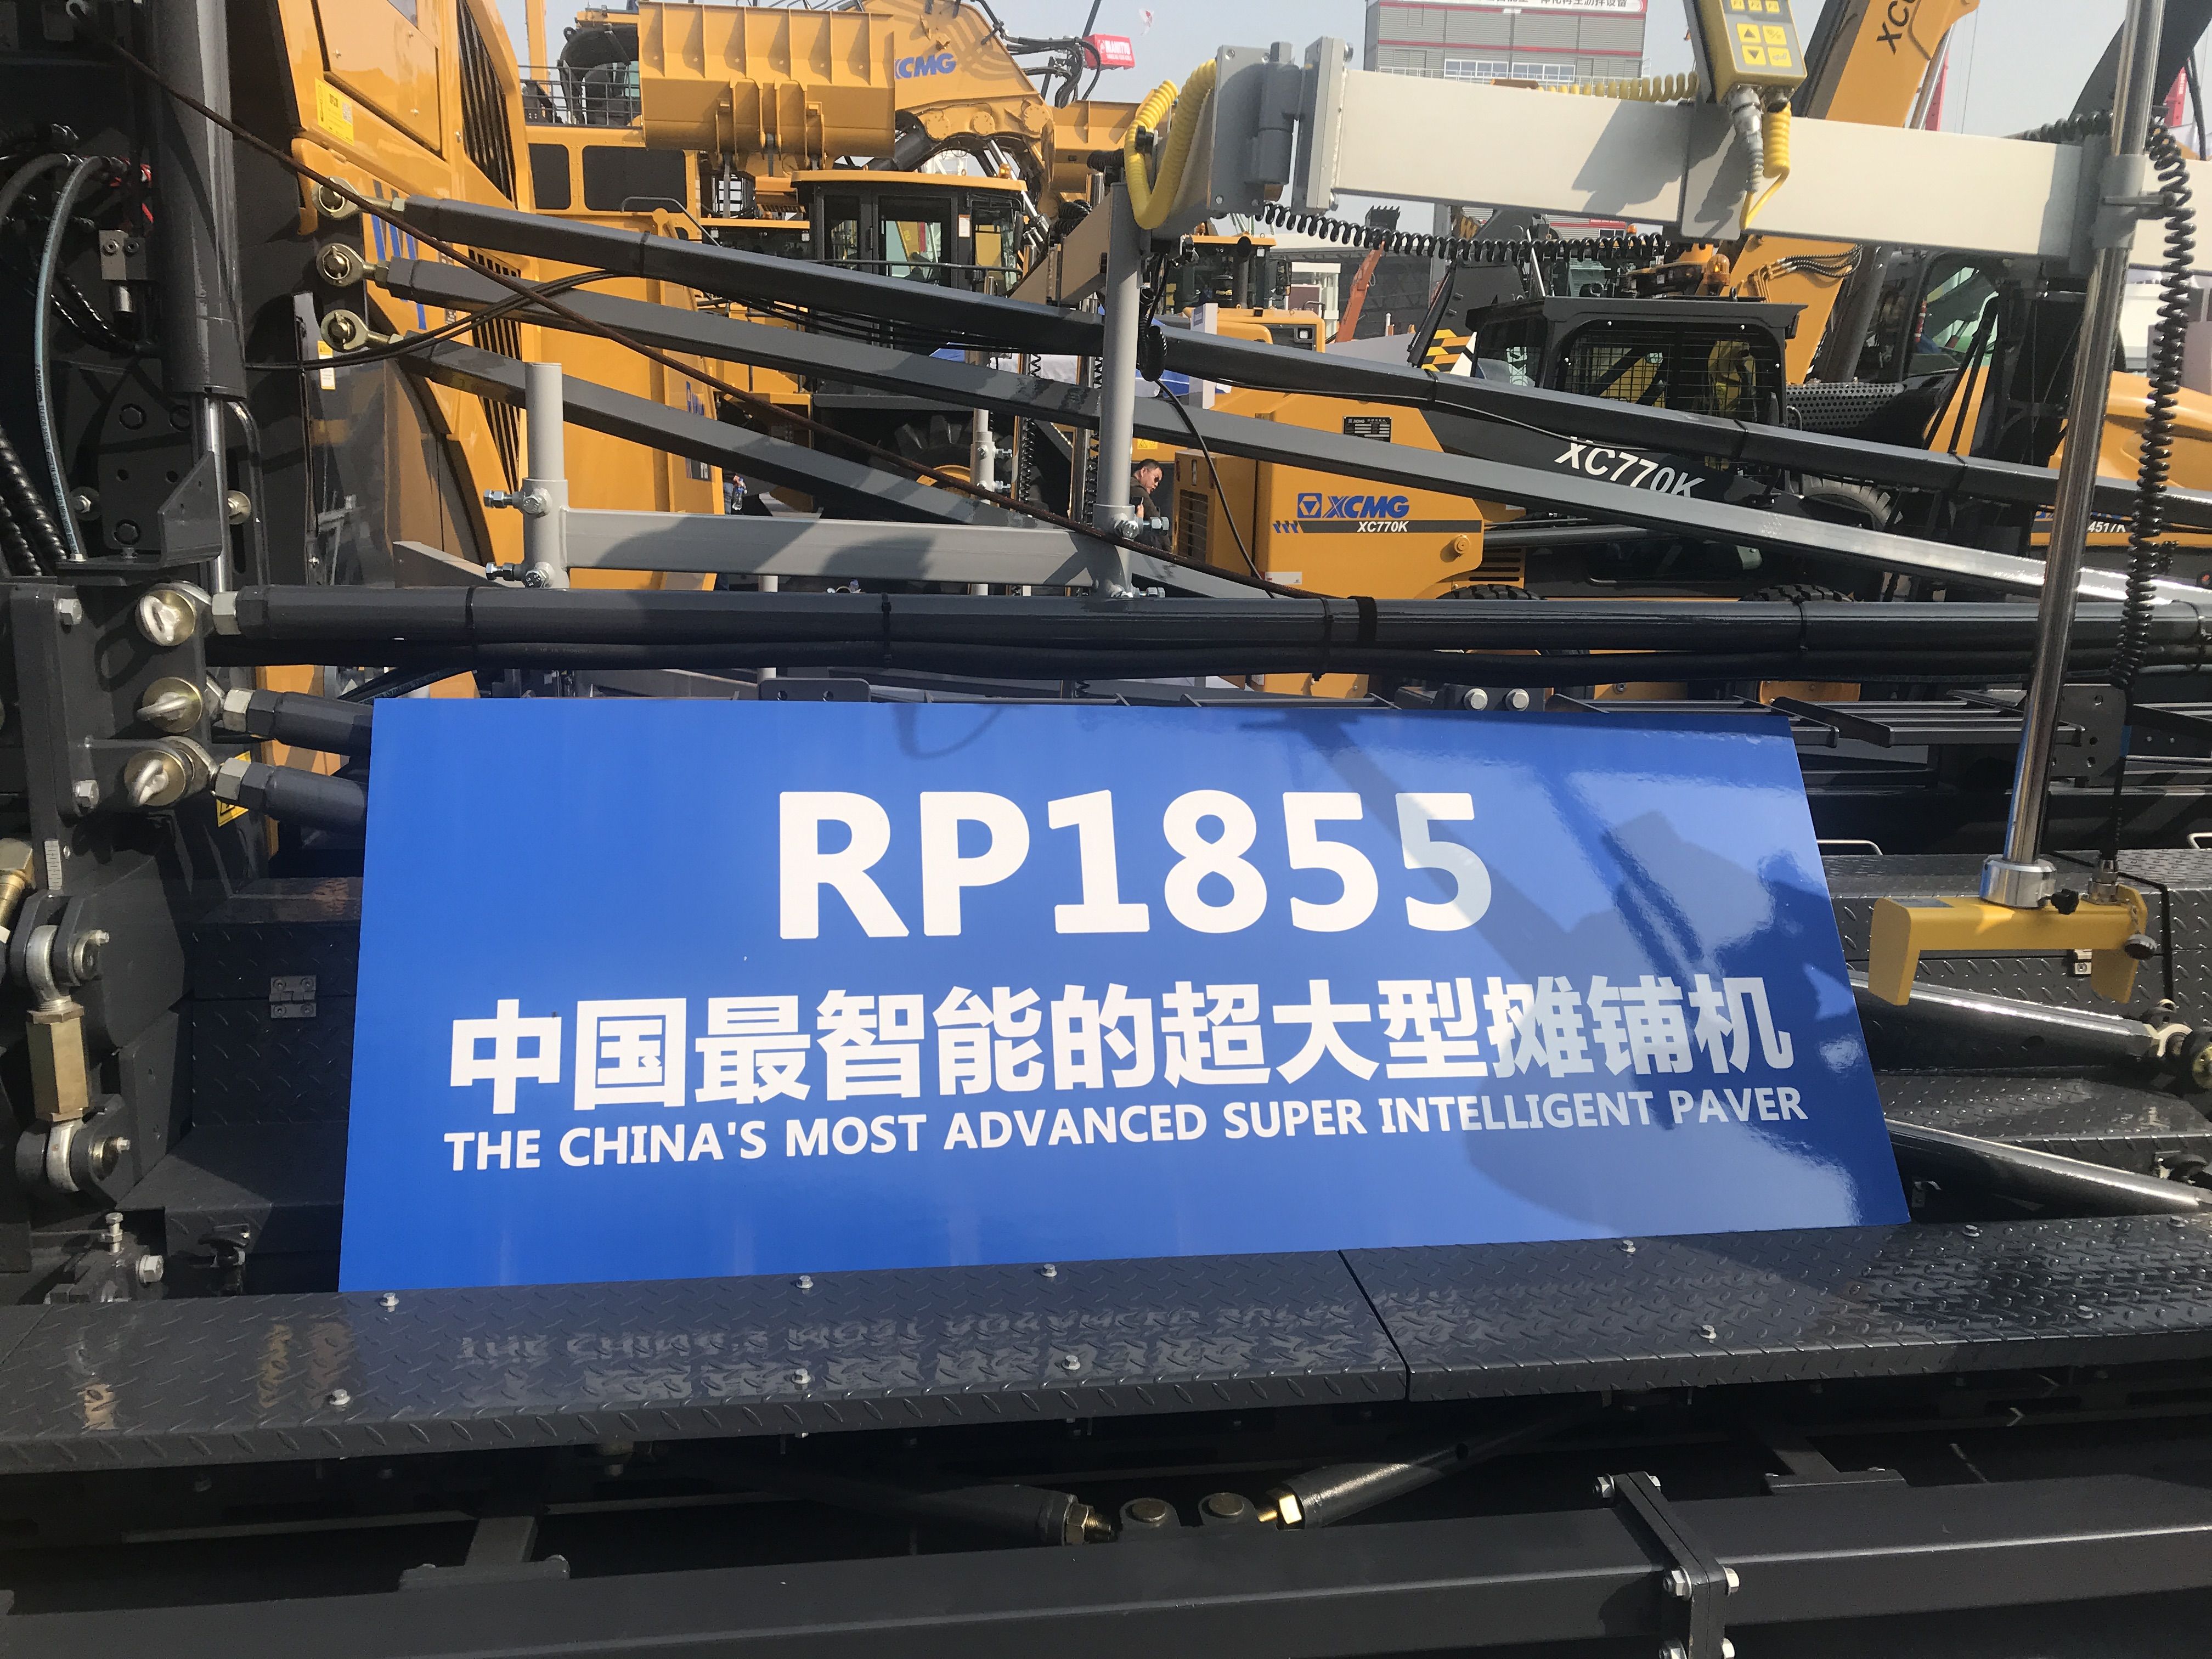 XCMG
XC770K
XCMG
XC770K
4517K
RP1855
中国最智能的超大型摊铺机
THE CHINA'S MOST ADVANCED SUPER INTELLIGENT PAVER